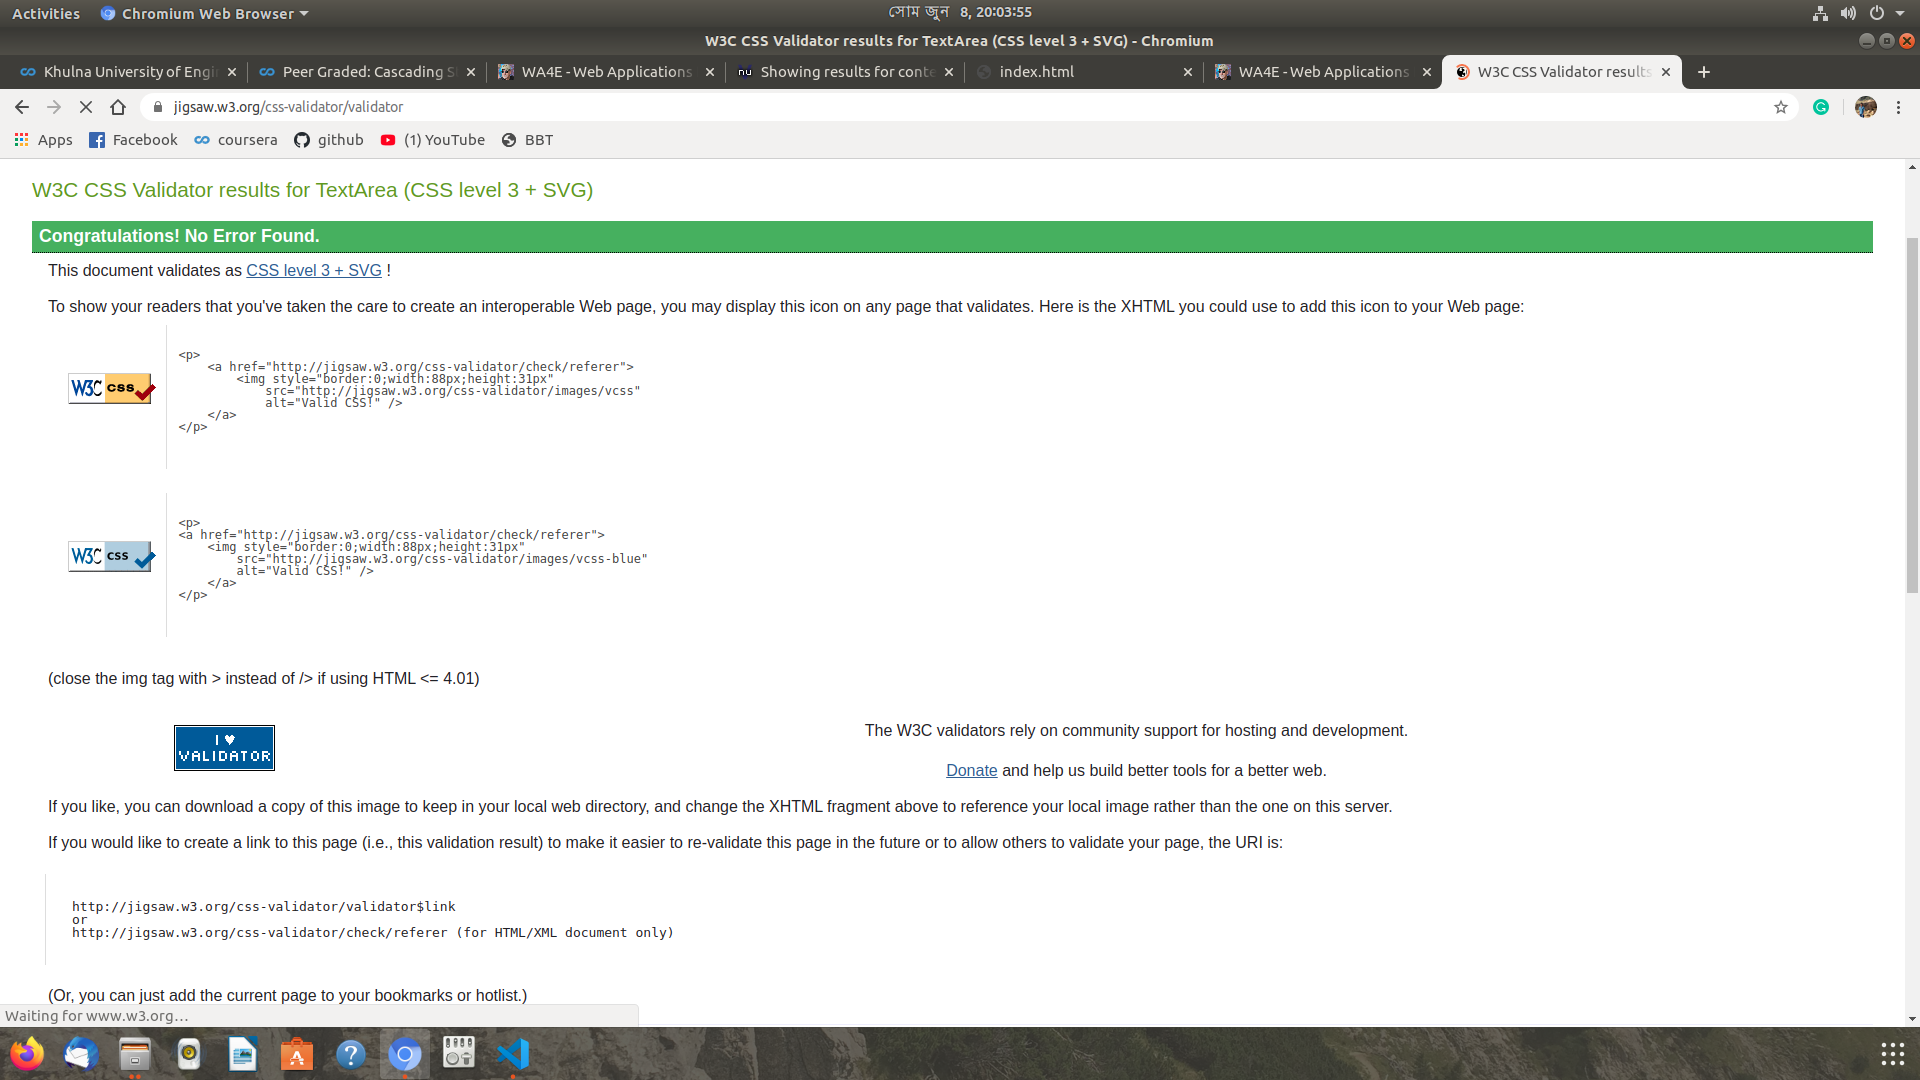 Activities
Chromium Web Browser
সোম জুন 8, 20:03:55
W3C CSS Validator results for TextArea (CSS level 3 + SVG) - Chromium
Khulna University of Engi
Peer Graded: Cascading S
WA4E - Web Applications
Showing results for conte
index.html
WA4E - Web Applications
W3C CSS Validator results
jigsaw.w3.org/css-validator/validator
Apps
Facebook
coursera
github
(1) YouTube
BBT
W3C CSS Validator results for TextArea (CSS level 3 + SVG)
Congratulations! No Error Found.
This document validates as CSS level 3 + SVG !
To show your readers that you've taken the care to create an interoperable Web page, you may display this icon on any page that validates. Here is the XHTML you could use to add this icon to your Web page:
W3C css
<p>
<a href="http://jigsaw.w3.org/css-validator/check/referer">
<img style="border:0;width:88px;height:31px"
src="http://jigsaw.w3.org/css-validator/images/vcss"
alt="Valid CSS!" />
</a>
</p>
W3C css
<p>
<a href="http://jigsaw.w3.org/css-validator/check/referer">
<img style="border:0;width:88px;height:31px"
src="http://jigsaw.w3.org/css-validator/images/vcss-blue"
alt="Valid CSS!" />
</a>
</p>
(close the img tag with > instead of /> if using HTML <= 4.01)
I ♥
VALIDATOR
The W3C validators rely on community support for hosting and development.
Donate and help us build better tools for a better web.
If you like, you can download a copy of this image to keep in your local web directory, and change the XHTML fragment above to reference your local image rather than the one on this server.
If you would like to create a link to this page (i.e., this validation result) to make it easier to re-validate this page in the future or to allow others to validate your page, the URI is:
http://jigsaw.w3.org/css-validator/validator$link
or
http://jigsaw.w3.org/css-validator/check/referer (for HTML/XML document only)
(Or, you can just add the current page to your bookmarks or hotlist.)
Waiting for www.w3.org…